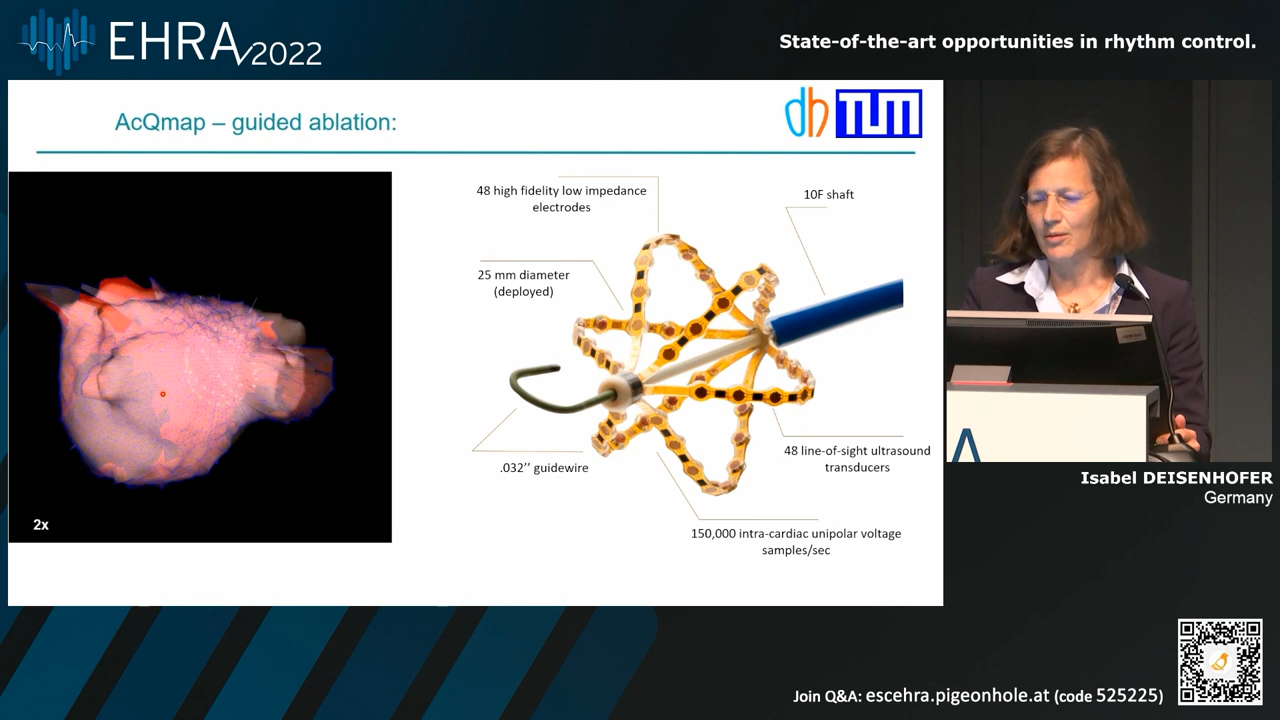 EHRA 2022
State-of-the-art opportunities in rhythm control.
AcQmap – guided ablation:
dh TUM
48 high fidelity low impedance
electrodes
10F shaft
25 mm diameter
(deployed)
48 line-of-sight ultrasound
transducers
.032’’ guidewire
150,000 intra-cardiac unipolar voltage
samples/sec
2x
Isabel DEISENHOFER
Germany
Join Q&A: escehra.pigeonhole.at (code 525225)